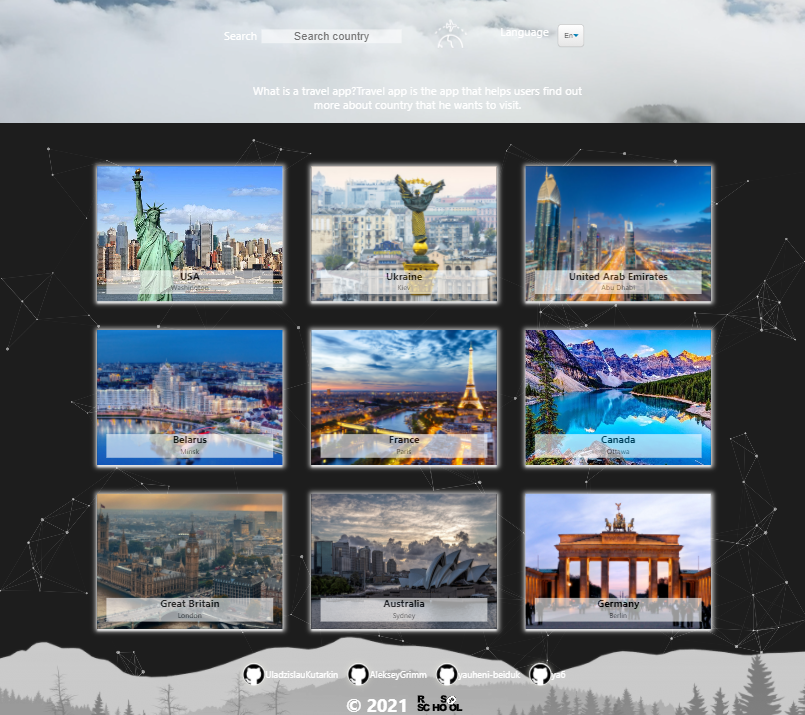 Search
Search country
Language
En
What is a travel app?Travel app is the app that helps users find out
more about country that he wants to visit.
USA
Washington
Ukraine
Kiev
United Arab Emirates
Abu Dhabi
Belarus
Minsk
France
Paris
Canada
Ottawa
Great Britain
London
Australia
Sydney
Germany
Berlin
UladzislauKutarkin
AlekseyGrimm
yauheni-beiduk
ya6
© 2021
RS
SCHOOL